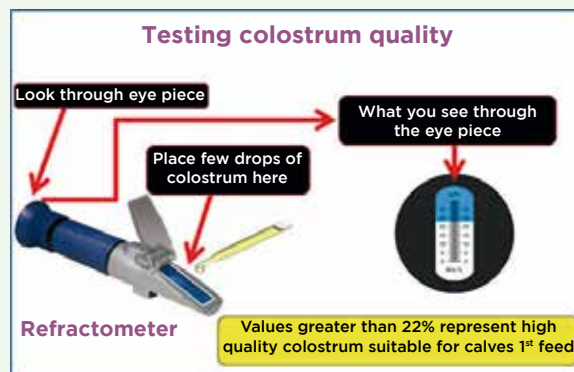 Testing colostrum quality
Look through eye piece
What you see through
the eye piece
Place few drops of
colostrum here
Refractometer
Values greater than 22% represent high
quality colostrum suitable for calves 1st feed